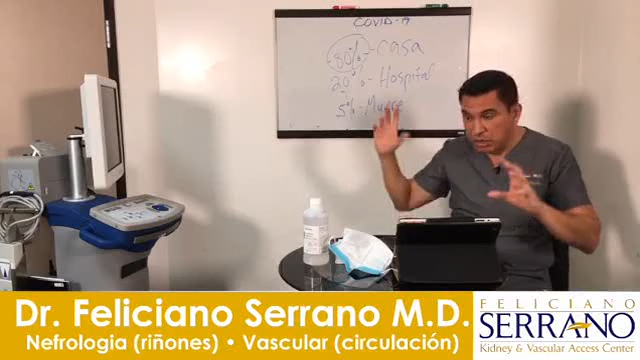 COVID-19
80% - casa
20% - Hospital
5% - Muere
Dr. Feliciano Serrano M.D.
Nefrologia (riñones) • Vascular (circulación)
FELICIANO
SERRANO
Kidney & Vascular Access Center